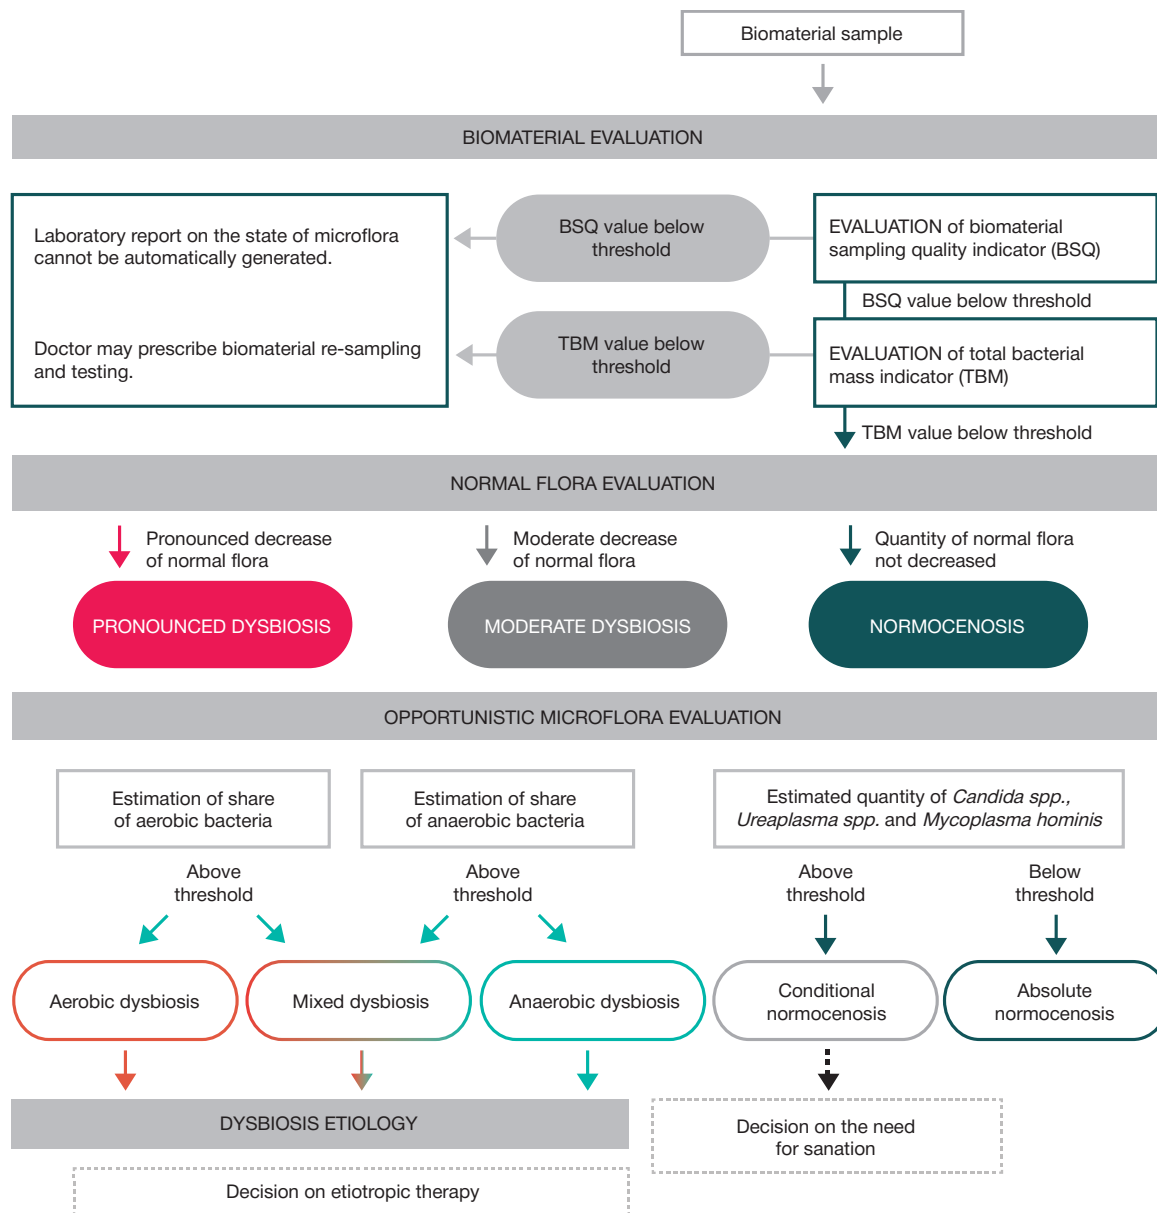 Biomaterial sample
BIOMATERIAL EVALUATION
Laboratory report on the state of microflora
cannot be automatically generated.
Doctor may prescribe biomaterial re-sampling
and testing.
BSQ value below
threshold
EVALUATION of biomaterial
sampling quality indicator (BSQ)
BSQ value below threshold
TBM value below
threshold
EVALUATION of total bacterial
mass indicator (TBM)
TBM value below threshold
NORMAL FLORA EVALUATION
Pronounced decrease
of normal flora
Moderate decrease
of normal flora
Quantity of normal flora
not decreased
PRONOUNCED DYSBIOSIS
MODERATE DYSBIOSIS
NORMOCENOSIS
OPPORTUNISTIC MICROFLORA EVALUATION
Estimation of share
of aerobic bacteria
Estimation of share
of anaerobic bacteria
Estimated quantity of Candida spp.,
Ureaplasma spp. and Mycoplasma hominis
Above
threshold
Above
threshold
Above
threshold
Below
threshold
Aerobic dysbiosis
Mixed dysbiosis
Anaerobic dysbiosis
Conditional
normocenosis
Absolute
normocenosis
DYSBIOSIS ETIOLOGY
Decision on the need
for sanation
Decision on etiotropic therapy